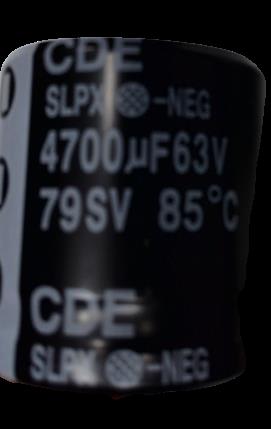 CDE
SLPX -NEG
4700µF63V
79SV 85°C
CDE
SLPX -NEG